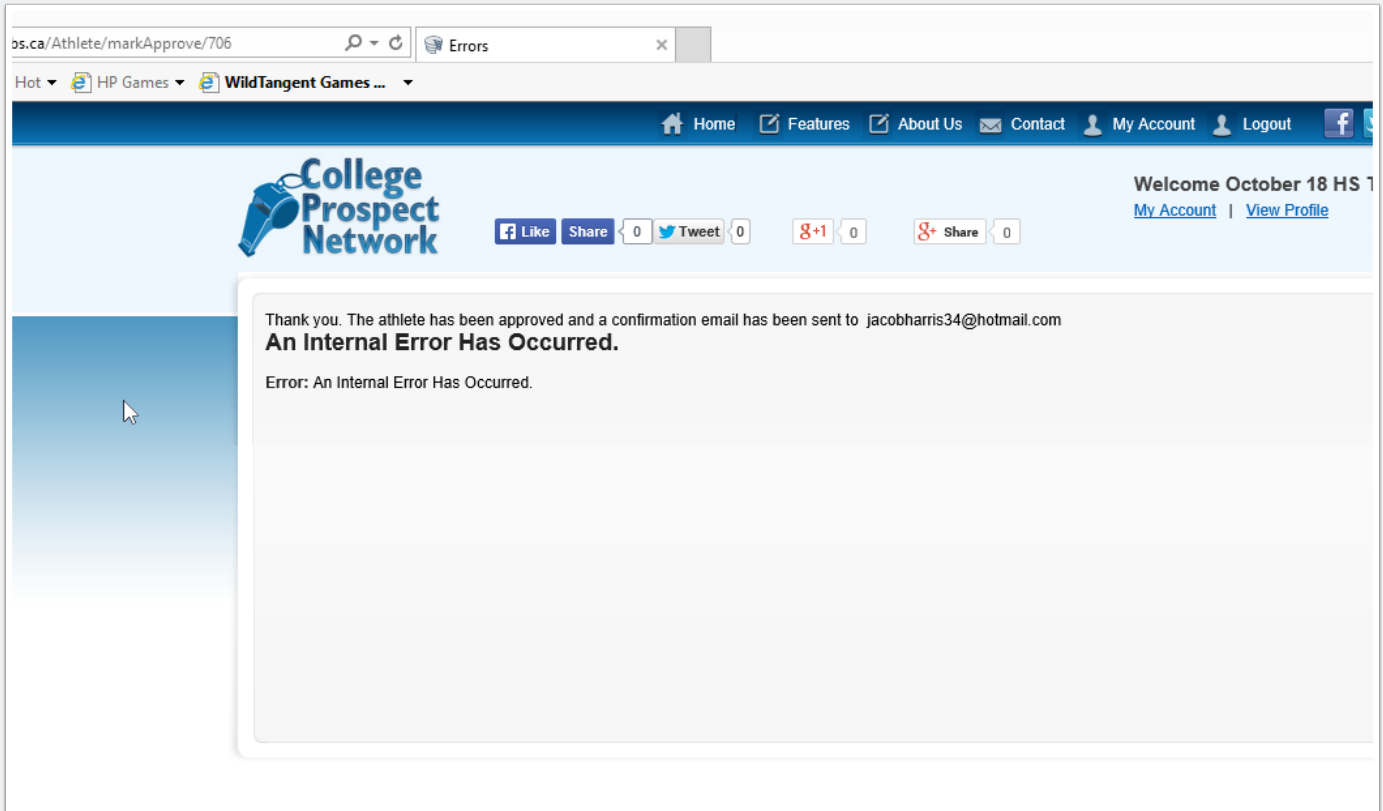 bs.ca/Athlete/markApprove/706
Errors
Hot HP Games WildTangent Games ...
Home Features About Us Contact My Account Logout
College
Prospect
Network
Like Share 0 Tweet 0 +1 0 Share 0
Welcome October 18 HS
My Account | View Profile
Thank you. The athlete has been approved and a confirmation email has been sent to jacobharris34@hotmail.com
An Internal Error Has Occurred.
Error: An Internal Error Has Occurred.